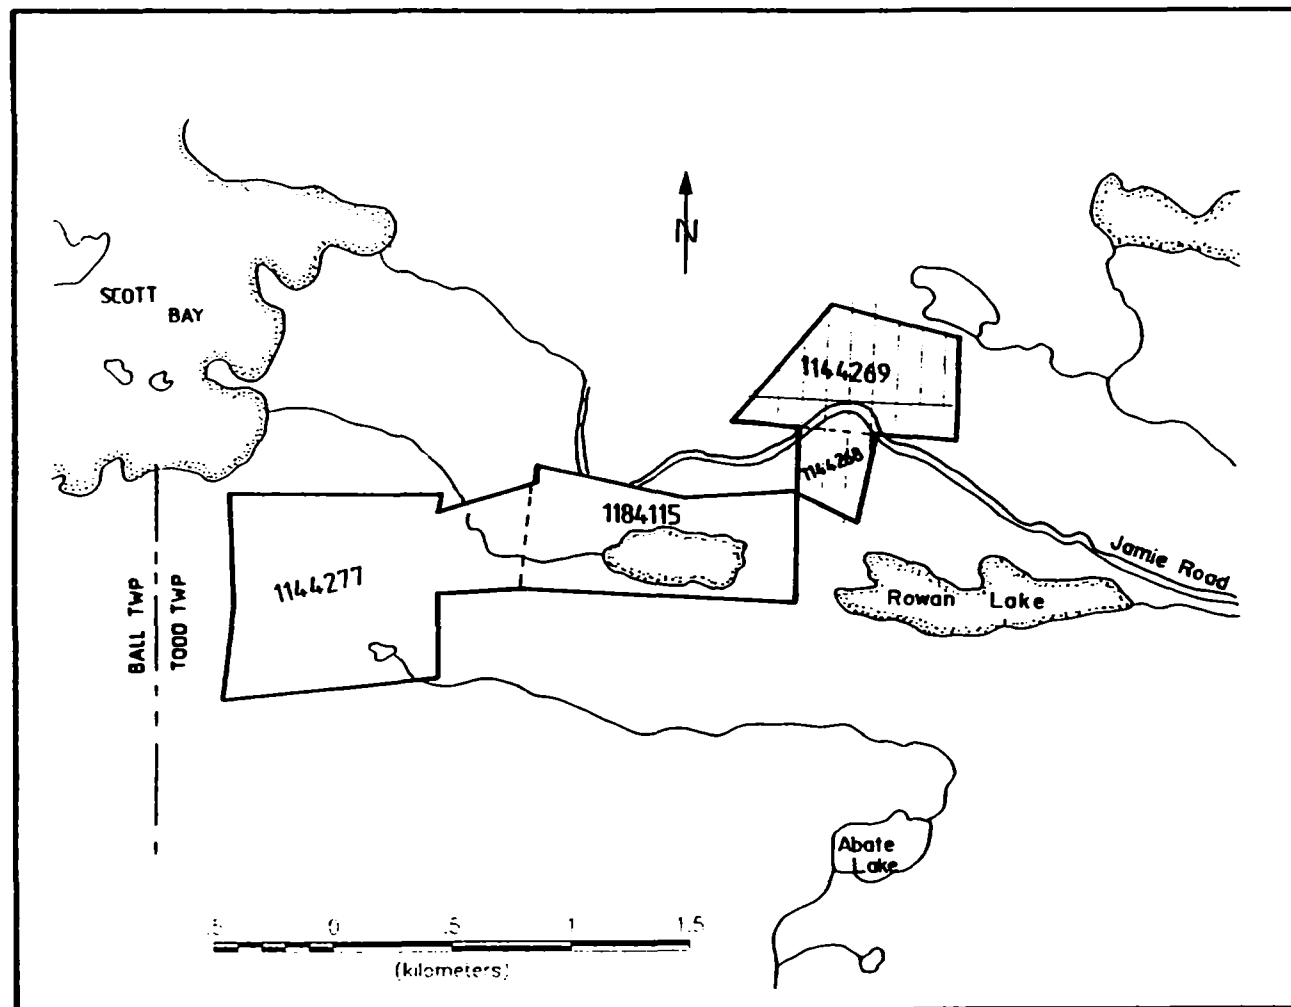 N
SCOTT
BAY
1144269
1144268
1184115
1144277
Jamie Road
Rowan Lake
BALL TWP
TODD TWP
Abate
Lake
.5 0 .5 1 1.5
(kilometers)